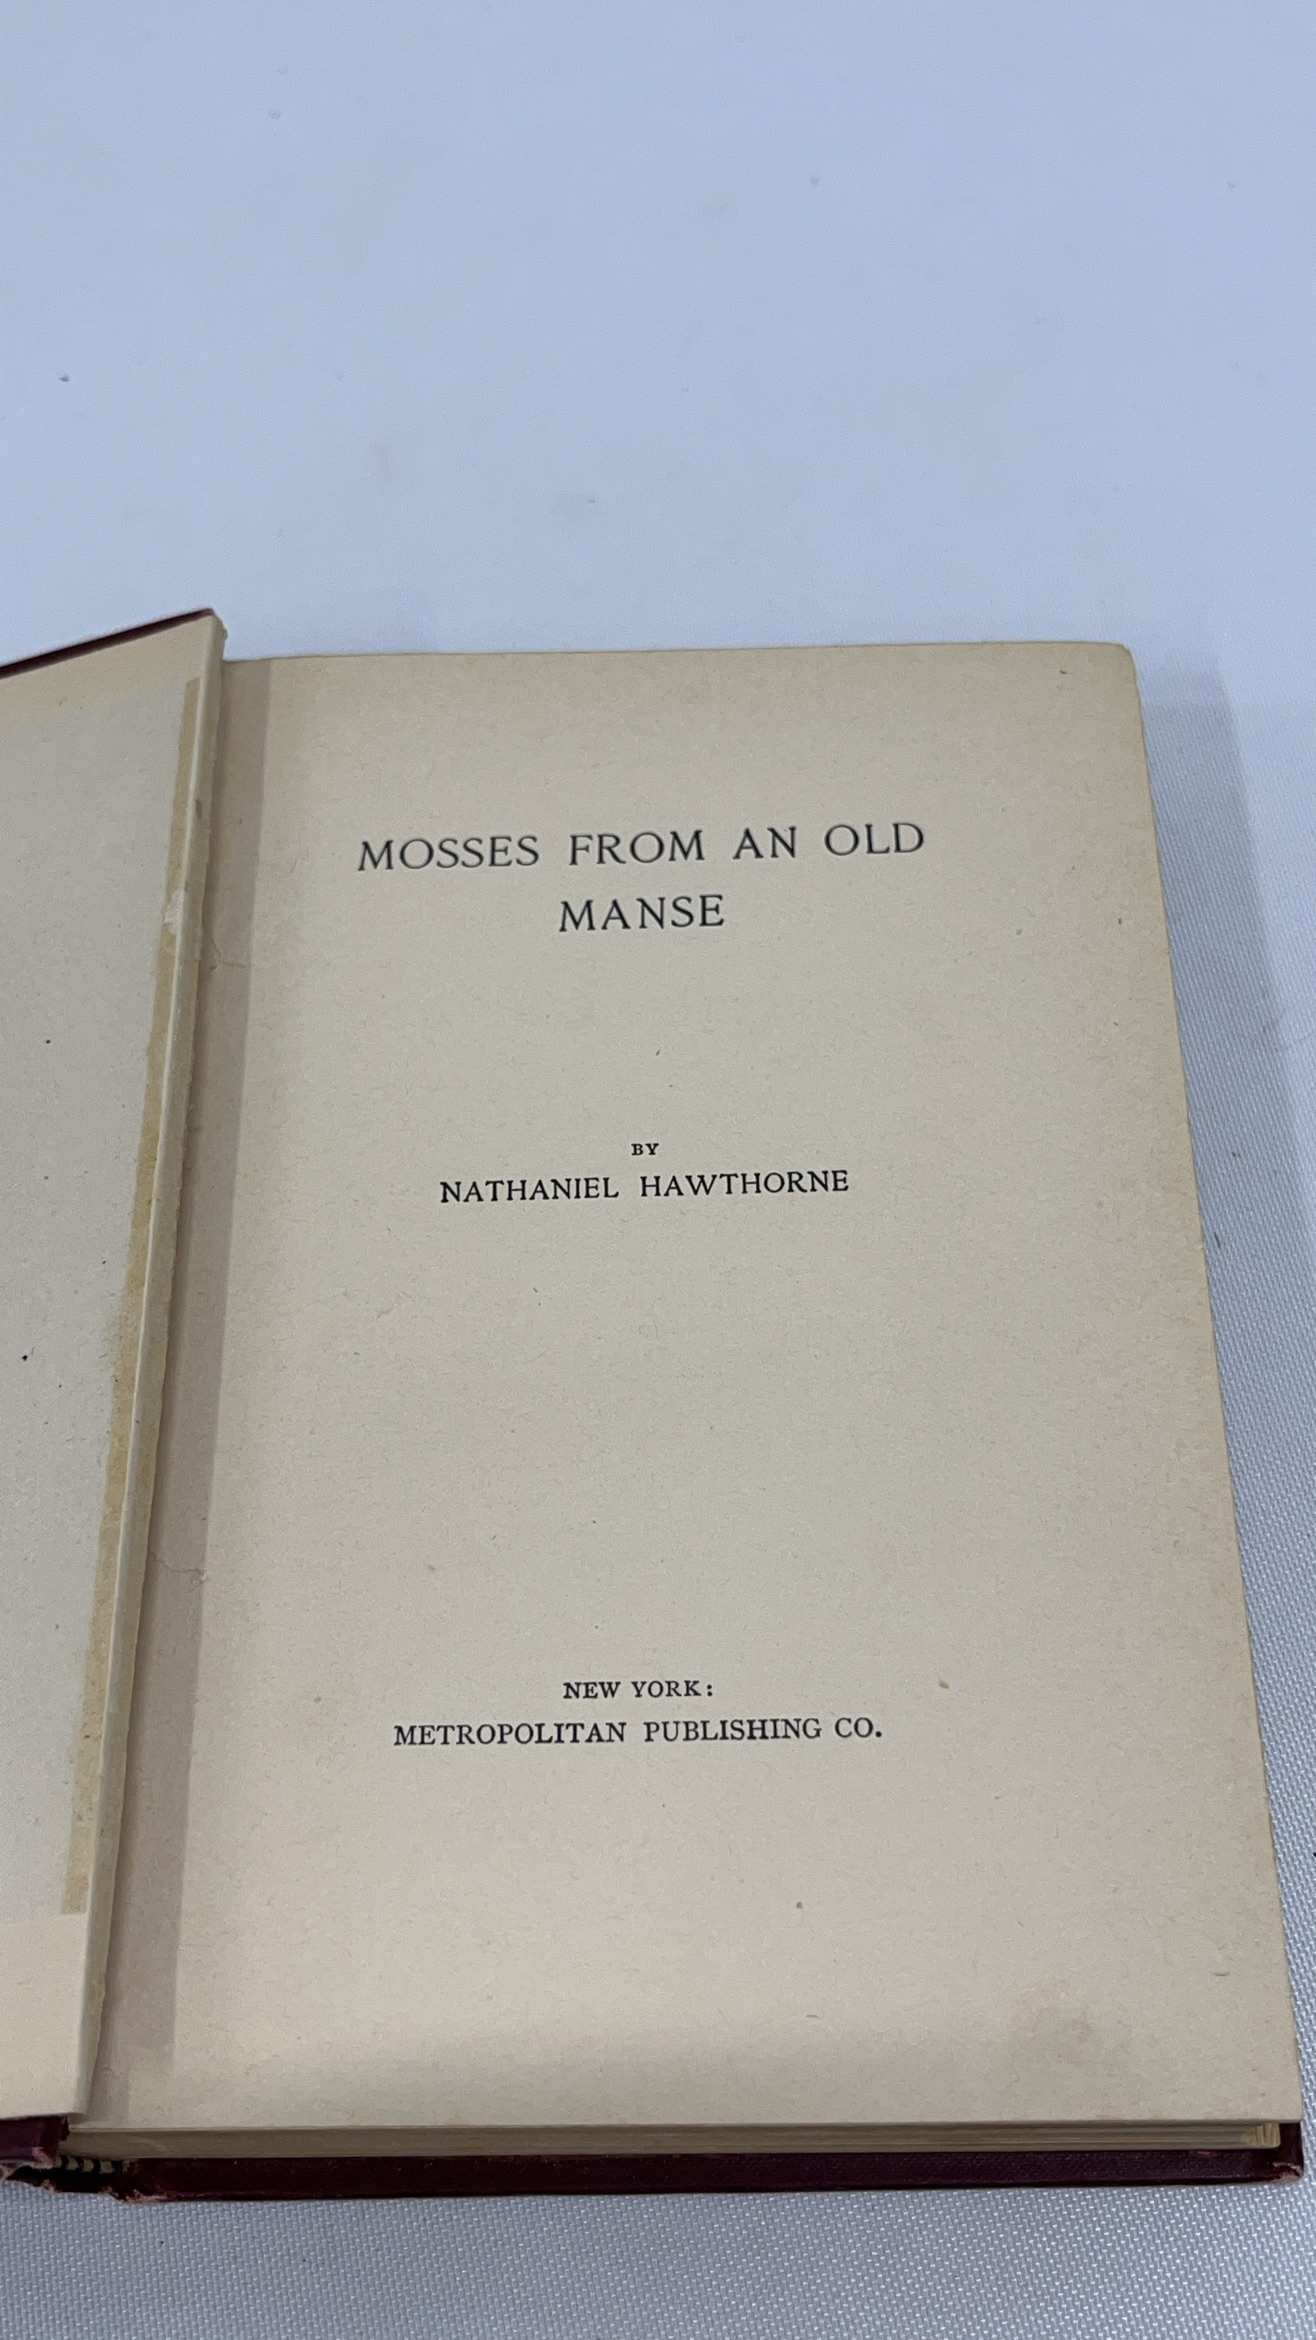 MOSSES FROM AN OLD
MANSE
BY
NATHANIEL HAWTHORNE
NEW YORK:
METROPOLITAN PUBLISHING CO.